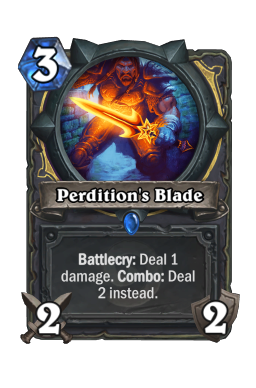 3
Perdition's Blade
Battlecry: Deal 1
damage. Combo: Deal
2 instead.
2 2